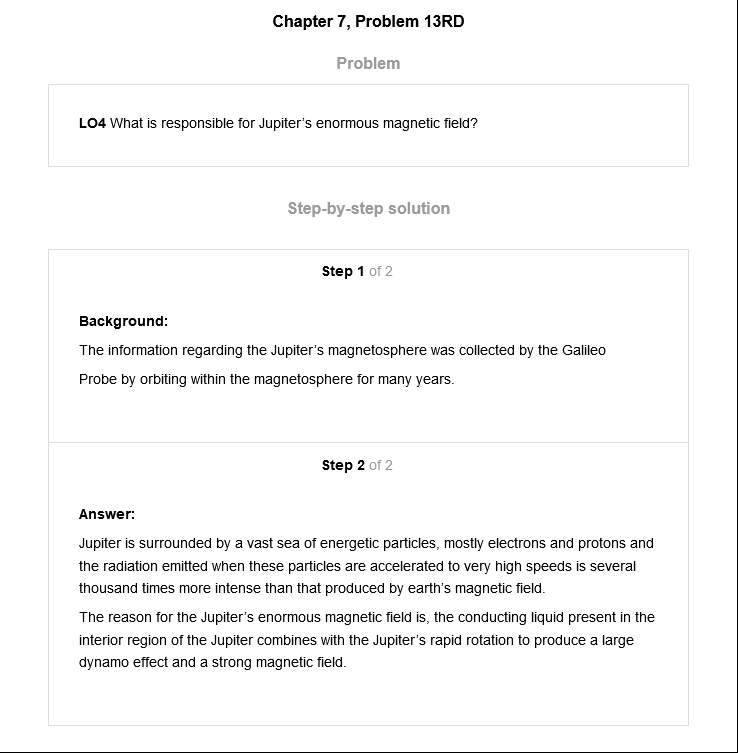 Chapter 7, Problem 13RD
Problem
LO4 What is responsible for Jupiter's enormous magnetic field?
Step-by-step solution
Step 1 of 2
Background:
The information regarding the Jupiter's magnetosphere was collected by the Galileo
Probe by orbiting within the magnetosphere for many years.
Step 2 of 2
Answer:
Jupiter is surrounded by a vast sea of energetic particles, mostly electrons and protons and
the radiation emitted when these particles are accelerated to very high speeds is several
thousand times more intense than that produced by earth's magnetic field.
The reason for the Jupiter's enormous magnetic field is, the conducting liquid present in the
interior region of the Jupiter combines with the Jupiter's rapid rotation to produce a large
dynamo effect and a strong magnetic field.